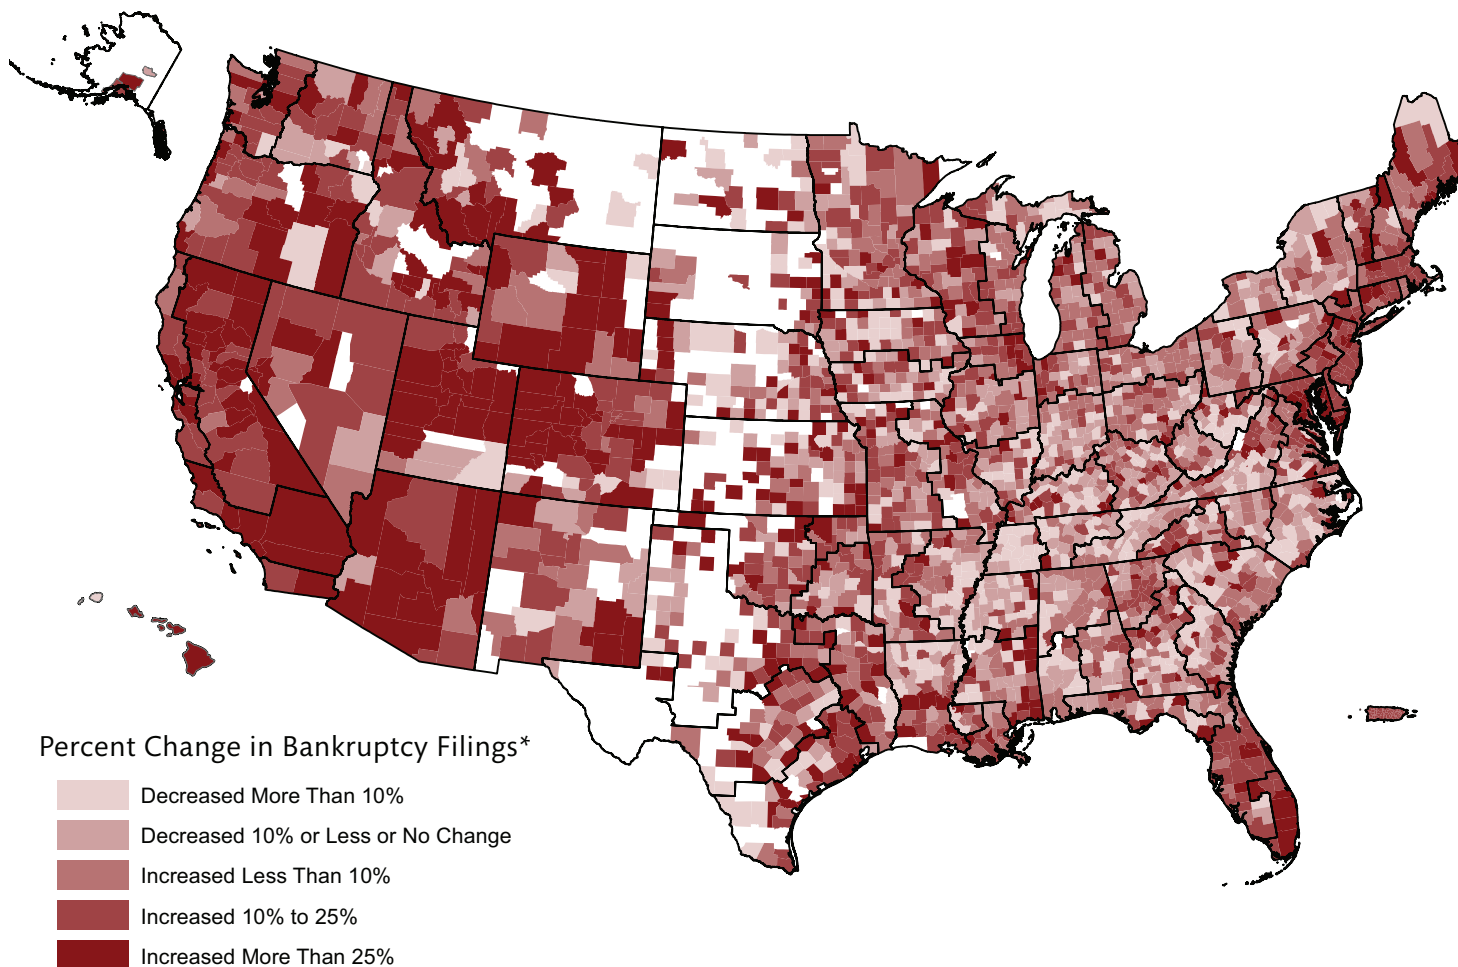 Percent Change in Bankruptcy Filings*
Decreased More Than 10%
Decreased 10% or Less or No Change
Increased Less Than 10%
Increased 10% to 25%
Increased More Than 25%